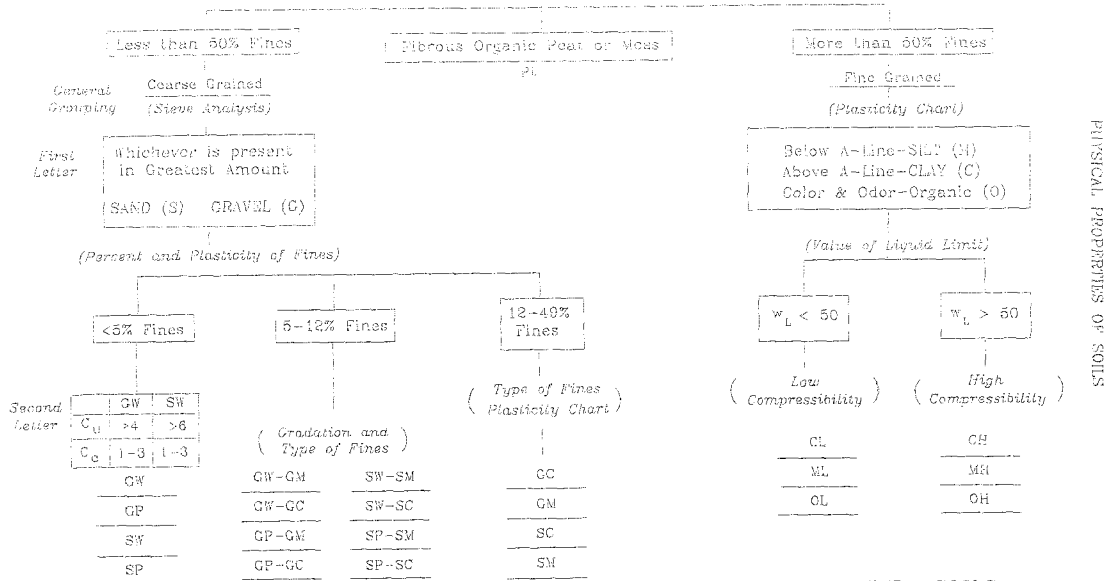 Less than 50% Fines
Fibrous Organic Peat or Moss
More than 50% Fines
General Grouping
Coarse Grained
(Sieve Analysis)
Fine Grained
(Plasticity Chart)
First Letter
Whichever is present
in Greatest Amount
SAND (S) GRAVEL (G)
Below A-Line-SILT (M)
Above A-Line-CLAY (C)
Color & Odor-Organic (O)
(Percent and Plasticity of Fines)
(Value of Liquid Limit)
<5% Fines
5-12% Fines
12-49% Fines
w_L < 50
w_L > 50
(Type of Fines
Plasticity Chart)
(Low
Compressibility)
(High
Compressibility)
Second Letter
GW SW
C_U >4 >6
C_C 1-3 1-3
(Gradation and
Type of Fines)
GW
GP
SW
SP
GW-GM SW-SM
GW-GC SW-SC
GP-GM SP-SM
GP-GC SP-SC
GC
GM
SC
SM
CL
ML
OL
CH
MH
OH
PHYSICAL PROPERTIES OF SOILS